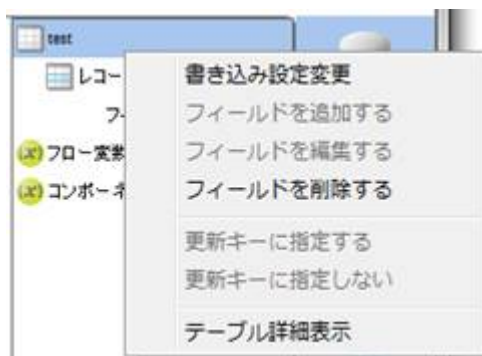 test
レコー
書き込み設定変更
フィールドを追加する
フィールドを編集する
フロー変数
コンポーネ
フィールドを削除する
更新キーに指定する
更新キーに指定しない
テーブル詳細表示